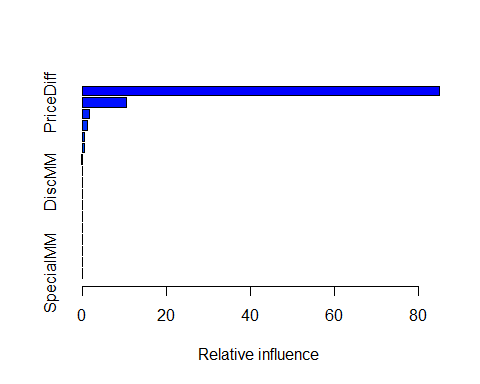 PriceDiff
DiscMM
SpecialMM
0 20 40 60 80
Relative influence